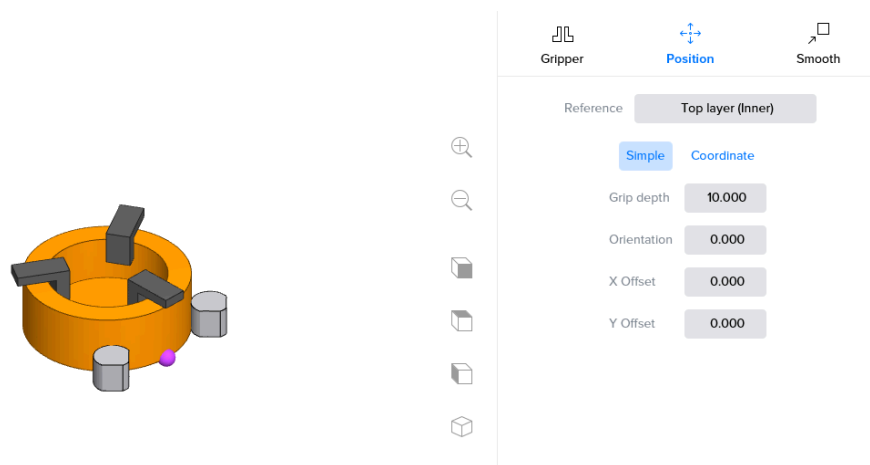 Gripper
Position
Smooth
Reference
Top layer (Inner)
Simple
Coordinate
Grip depth
10.000
Orientation
0.000
X Offset
0.000
Y Offset
0.000